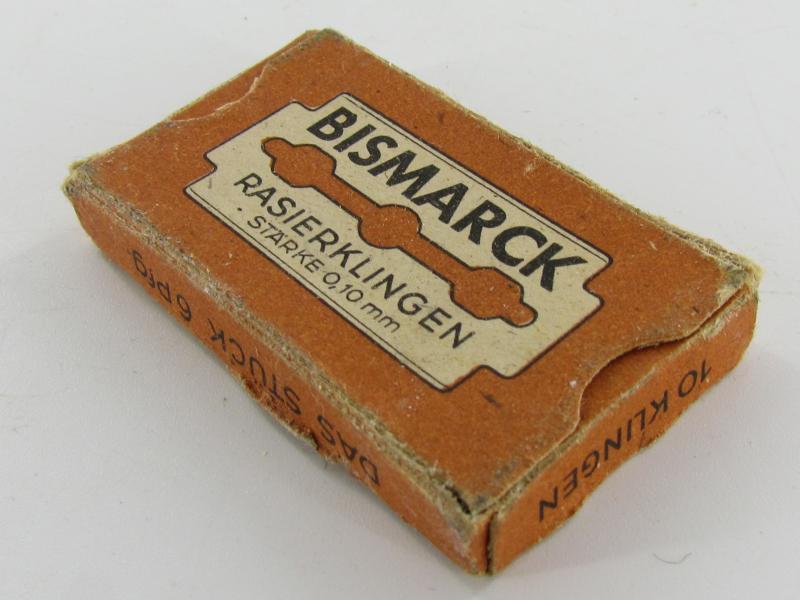 BISMARCK
RASIERKLINGEN
· STÄRKE 0,10 mm
DAS STÜCK 6 Pfg.
10 KLINGEN